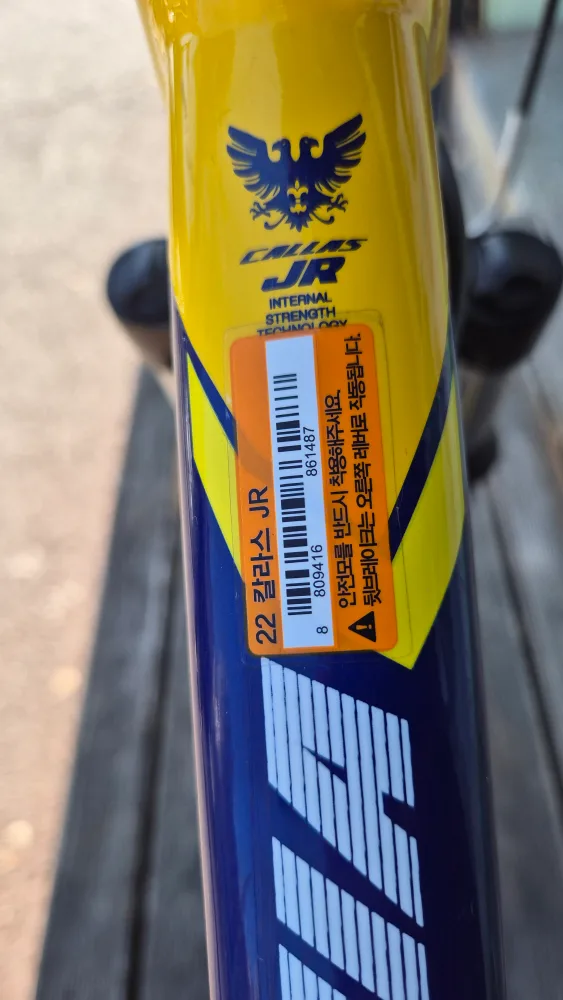 CALLAS
JR
INTERNAL
STRENGTH
TECHNOLOGY
22 칼라스 JR
8 809416 861487
안전모를 반드시 착용해주세요.
뒷브레이크는 오른쪽 레버로 작동됩니다.